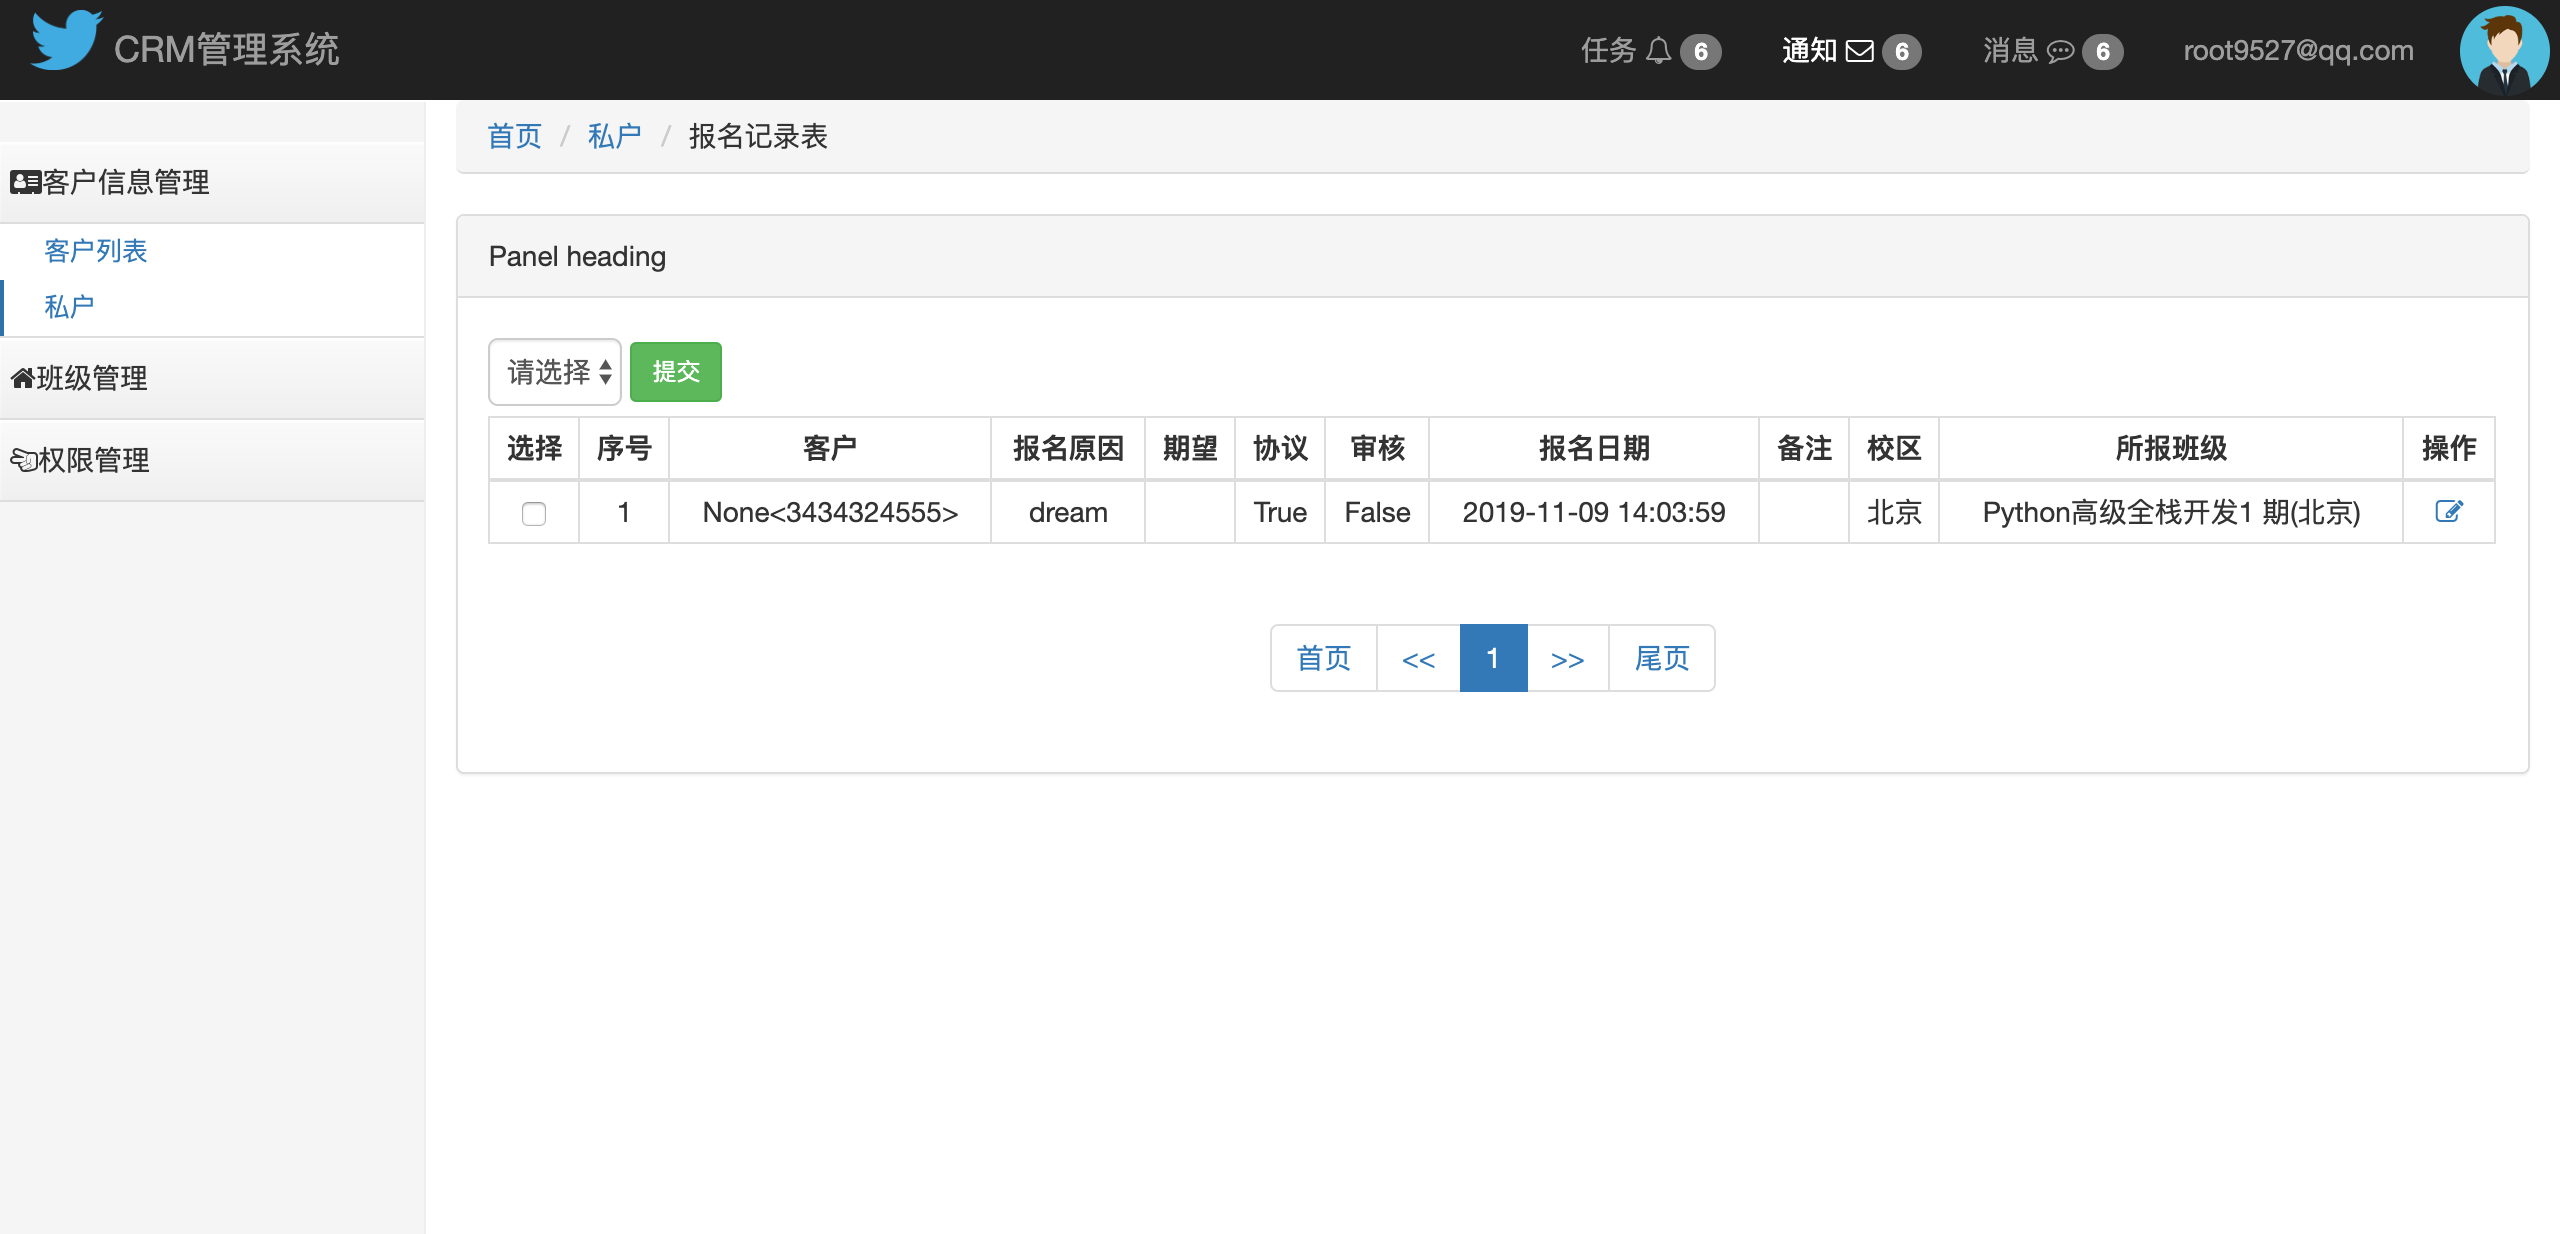 CRM管理系统 任务 6 通知 6 消息 6 root9527@qq.com
首页 / 私户 / 报名记录表
客户信息管理
客户列表
私户
班级管理
权限管理
Panel heading
请选择 提交
选择 序号 客户 报名原因 期望 协议 审核 报名日期 备注 校区 所报班级 操作
1 None<3434324555> dream True False 2019-11-09 14:03:59 北京 Python高级全栈开发1 期(北京)
首页 << 1 >> 尾页